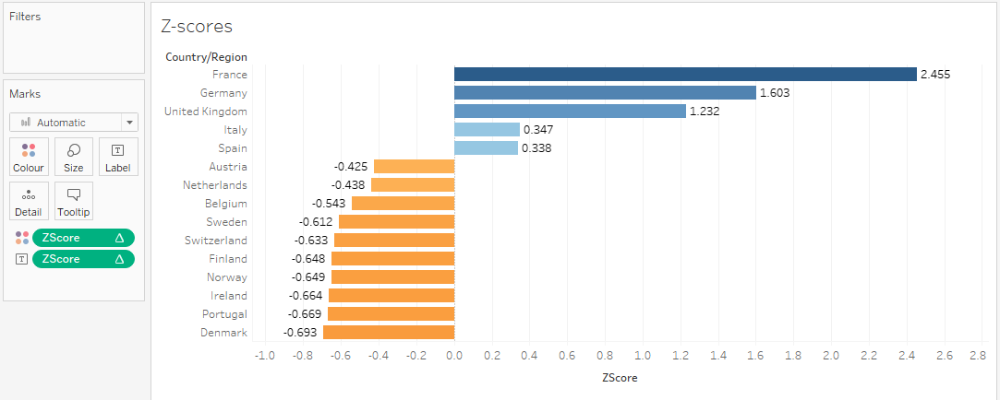 Filters
Marks
Automatic
Colour Size Label
Detail Tooltip
ZScore Δ
ZScore Δ
Z-scores
Country/Region
France 2.455
Germany 1.603
United Kingdom 1.232
Italy 0.347
Spain 0.338
Austria -0.425
Netherlands -0.438
Belgium -0.543
Sweden -0.612
Switzerland -0.633
Finland -0.648
Norway -0.649
Ireland -0.664
Portugal -0.669
Denmark -0.693
-1.0 -0.8 -0.6 -0.4 -0.2 0.0 0.2 0.4 0.6 0.8 1.0 1.2 1.4 1.6 1.8 2.0 2.2 2.4 2.6 2.8
ZScore